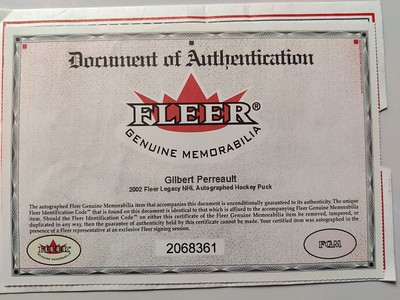 Document of Authentication
FLEER®
GENUINE MEMORABILIA
Gilbert Perreault
2002 Fleer Legacy NHL Autographed Hockey Puck
The autographed Fleer Genuine Memorabilia item that accompanies this document is unconditionally guaranteed to its authenticity. The unique
Fleer Identification Code™ that is found on this document is identical to that which is affixed to the accompanying Fleer Genuine Memorabilia
item. Should the Fleer Identification Code™ on either this certificate of the Fleer Genuine Memorabilia item be removed, tampered, or
duplicated in any way, then the guarantee of authenticity held by this certificate cannot be made. Your certified item was autographed in the
presence of a Fleer Representative at an exclusive Fleer signing session.
FLEER
GENUINE MEMORABILIA
2068361
FGM